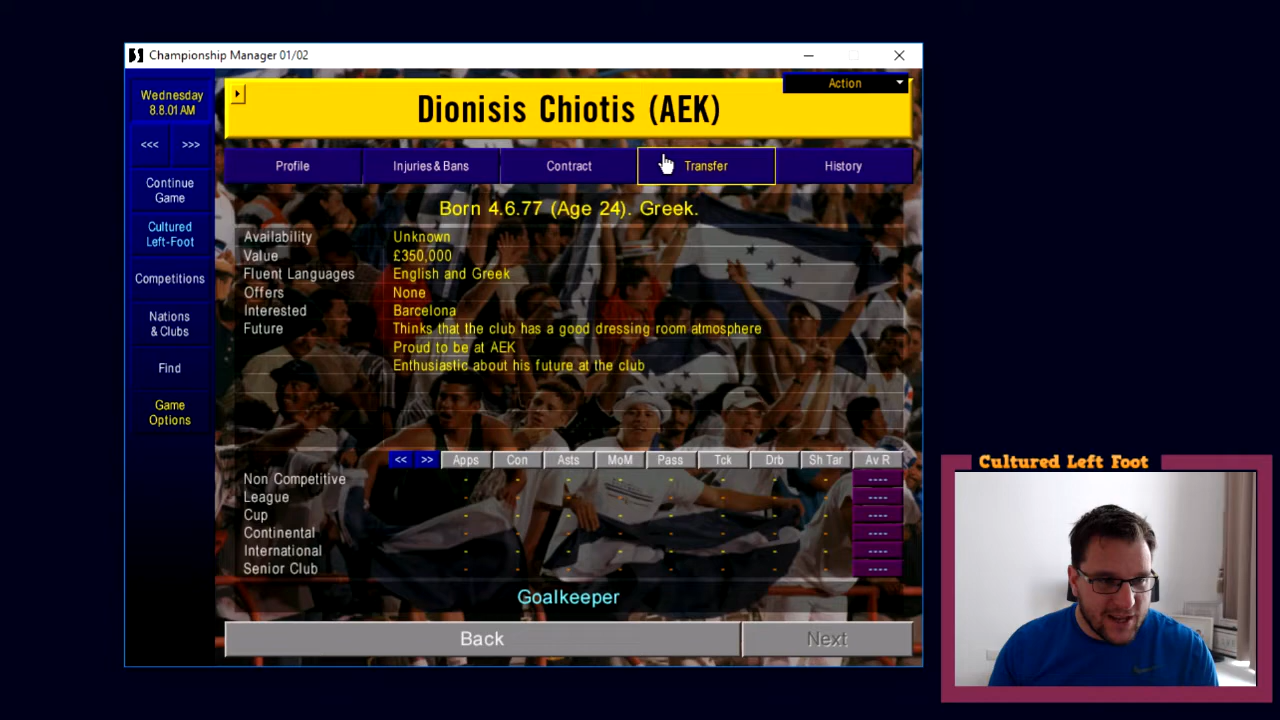 Championship Manager 01/02
Wednesday
8.8.01 AM
<<<
>>>
Continue
Game
Cultured
Left-Foot
Competitions
Nations
& Clubs
Find
Game
Options
Action
Dionisis Chiotis (AEK)
Profile
Injuries & Bans
Contract
Transfer
History
Born 4.6.77 (Age 24). Greek.
Availability Unknown
Value £350,000
Fluent Languages English and Greek
Offers None
Interested Barcelona
Future Thinks that the club has a good dressing room atmosphere
Proud to be at AEK
Enthusiastic about his future at the club
<< >> Apps Con Asts MoM Pass Tck Drb Sh Tar Av R
Non Competitive - - - - - - - - ----
League - - - - - - - - ----
Cup - - - - - - - - ----
Continental - - - - - - - - ----
International - - - - - - - - ----
Senior Club - - - - - - - - ----
Goalkeeper
Back
Next
Cultured Left Foot